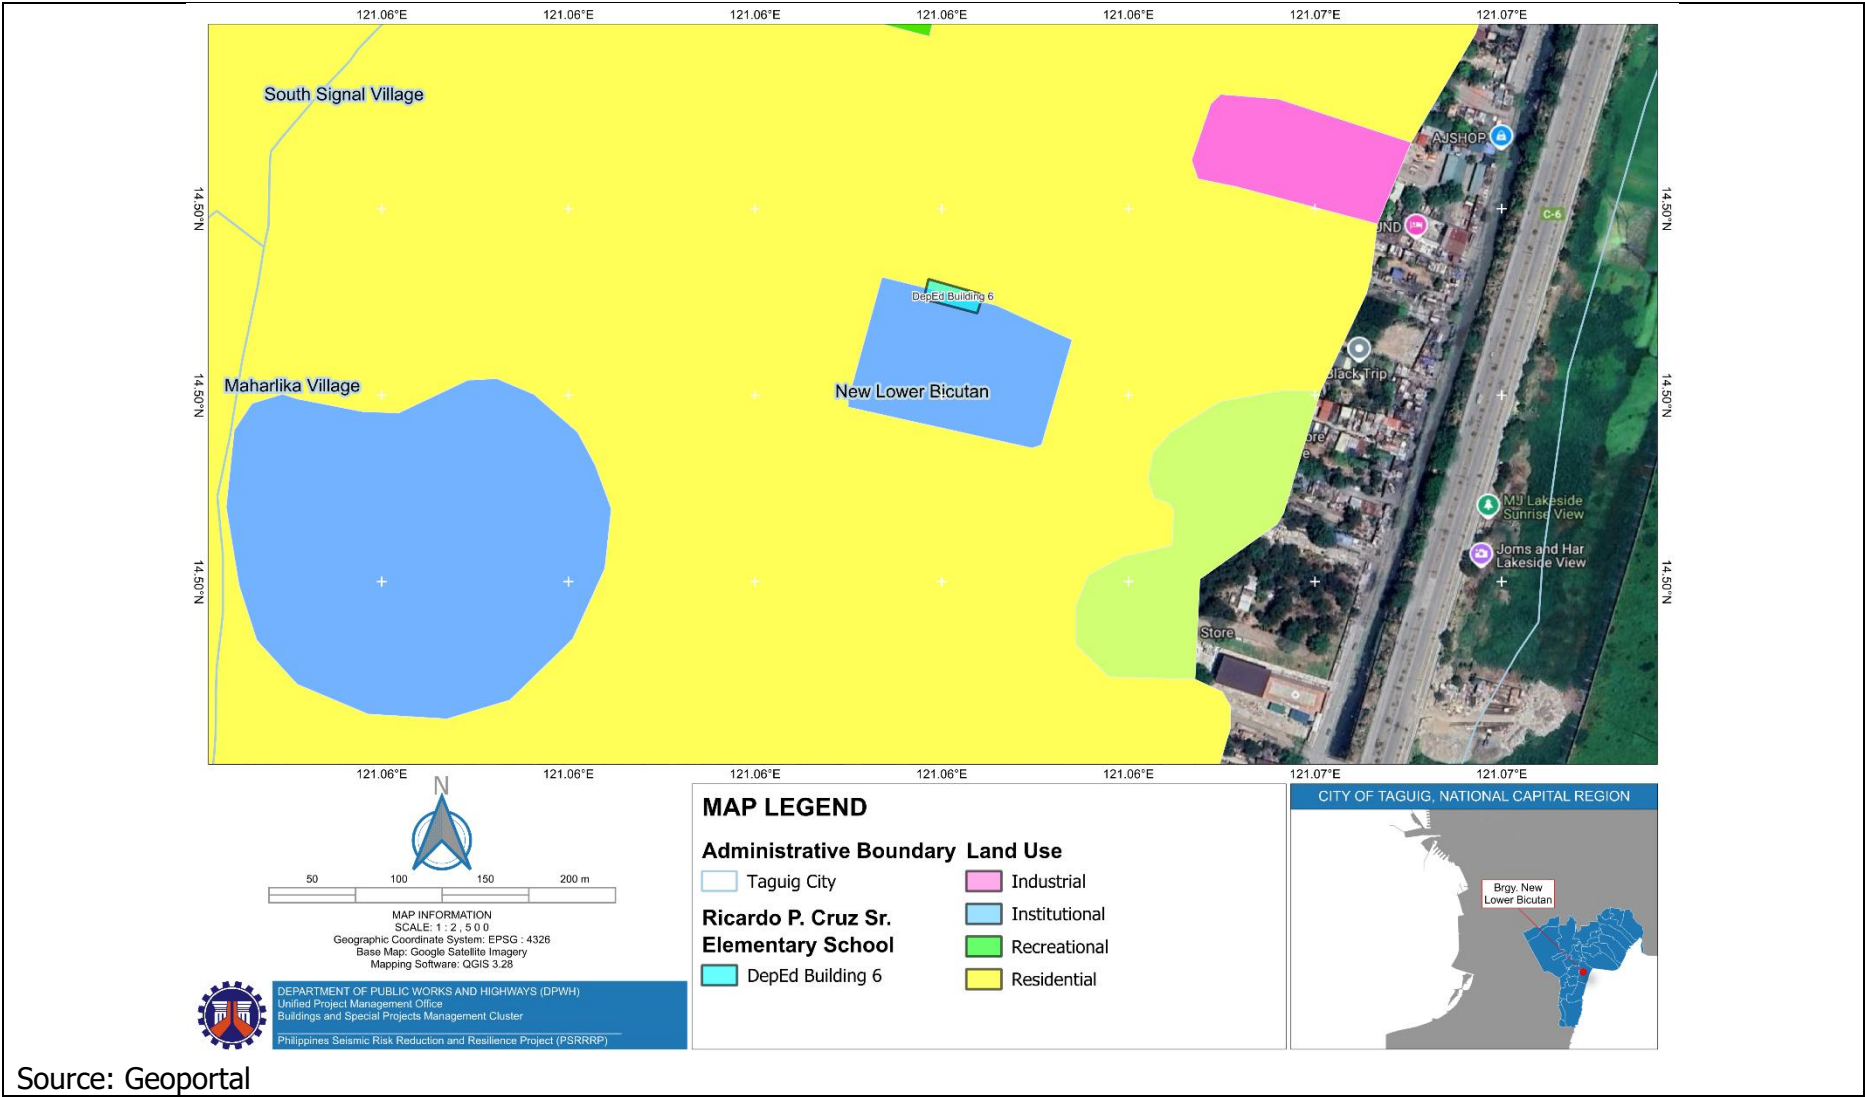 121.06°E 121.06°E 121.06°E 121.06°E 121.06°E 121.07°E 121.07°E
South Signal Village
AJSHOP
14.50°N
14.50°N
C-6
JND
DepEd Building 6
Black Trip
Maharlika Village
New Lower Bicutan
14.50°N
14.50°N
MJ Lakeside
Sunrise View
Joms and Har
Lakeside View
14.50°N
14.50°N
Store
121.06°E 121.06°E 121.06°E 121.06°E 121.06°E 121.07°E 121.07°E
N
50 100 150 200 m
MAP INFORMATION
SCALE: 1 : 2 , 5 0 0
Geographic Coordinate System: EPSG : 4326
Base Map: Google Satellite Imagery
Mapping Software: QGIS 3.28
DEPARTMENT OF PUBLIC WORKS AND HIGHWAYS (DPWH)
Unified Project Management Office
Buildings and Special Projects Management Cluster
Philippines Seismic Risk Reduction and Resilience Project (PSRRRP)
MAP LEGEND
Administrative Boundary
Taguig City
Ricardo P. Cruz Sr.
Elementary School
DepEd Building 6
Land Use
Industrial
Institutional
Recreational
Residential
CITY OF TAGUIG, NATIONAL CAPITAL REGION
Brgy. New
Lower Bicutan
Source: Geoportal